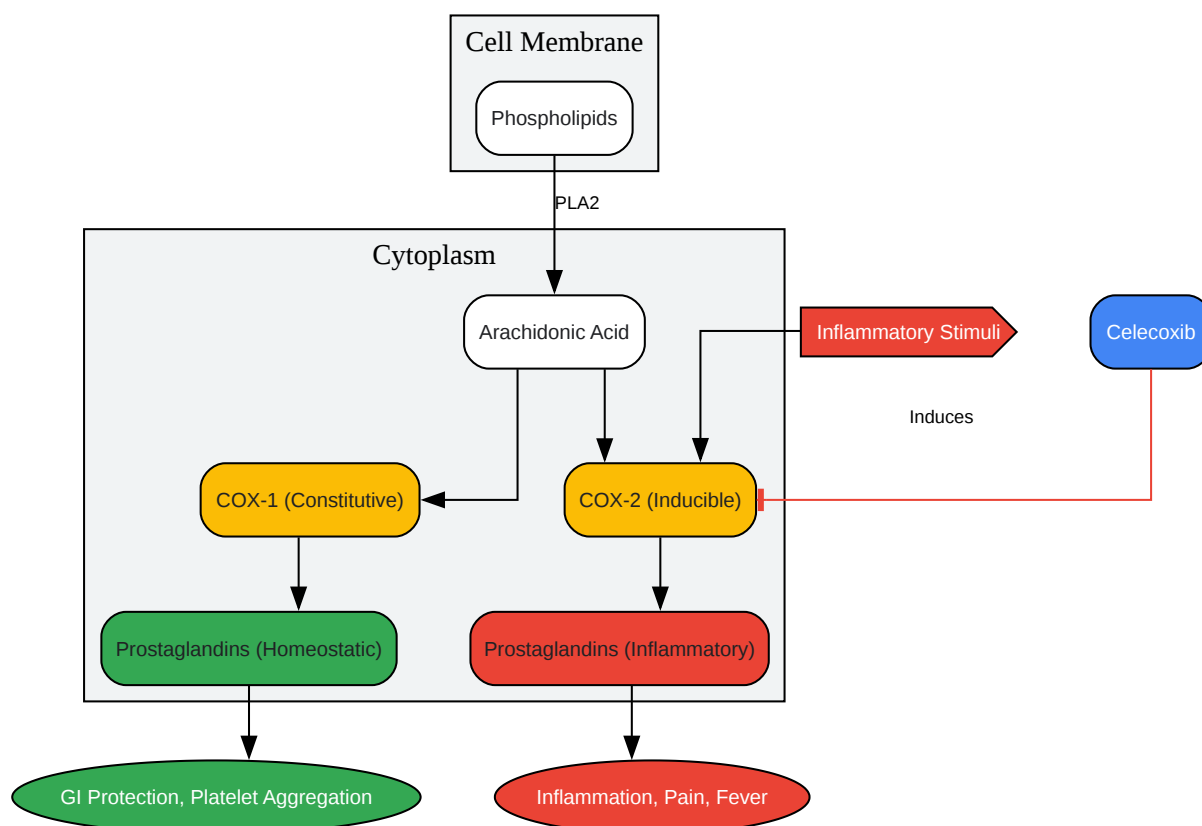 Cell Membrane
Phospholipids
PLA2
Cytoplasm
Arachidonic Acid
Inflammatory Stimuli
Celecoxib
Induces
COX-1 (Constitutive)
COX-2 (Inducible)
Prostaglandins (Homeostatic)
Prostaglandins (Inflammatory)
GI Protection, Platelet Aggregation
Inflammation, Pain, Fever